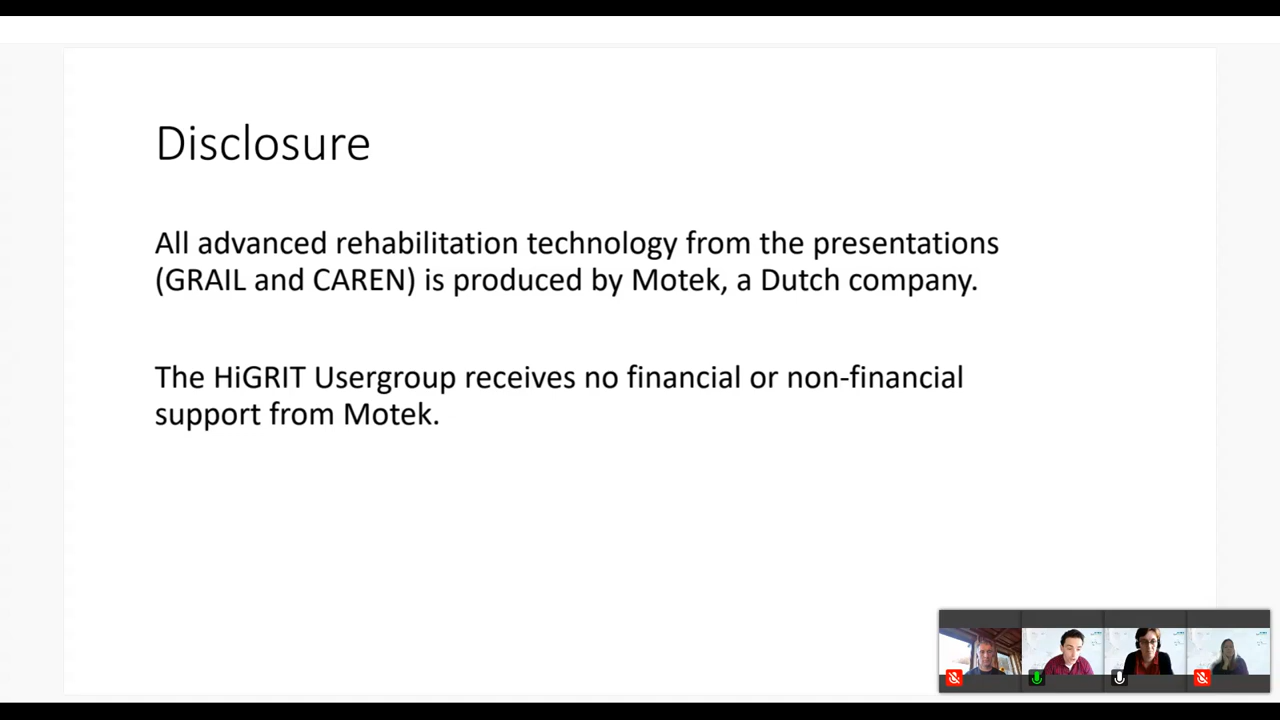 Disclosure
All advanced rehabilitation technology from the presentations
(GRAIL and CAREN) is produced by Motek, a Dutch company.
The HiGRIT Usergroup receives no financial or non-financial
support from Motek.